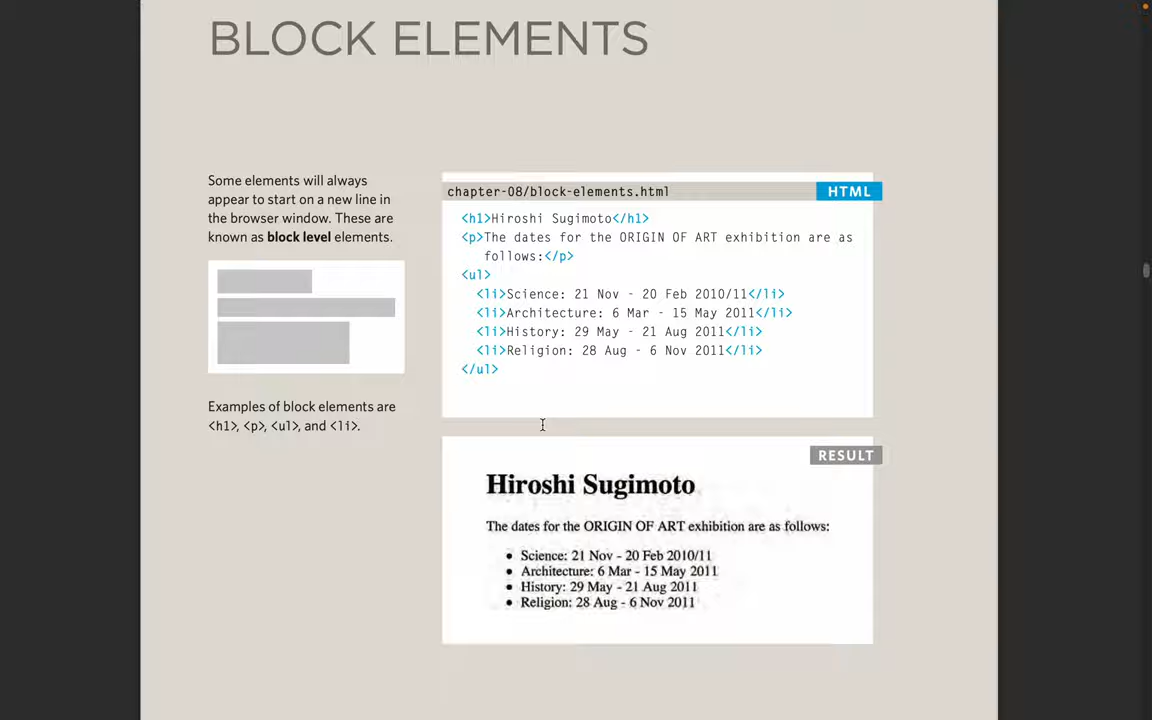 BLOCK ELEMENTS
Some elements will always
appear to start on a new line in
the browser window. These are
known as block level elements.
Examples of block elements are
<h1>, <p>, <ul>, and <li>.
chapter-08/block-elements.html
HTML
<h1>Hiroshi Sugimoto</h1>
<p>The dates for the ORIGIN OF ART exhibition are as
follows:</p>
<ul>
<li>Science: 21 Nov - 20 Feb 2010/11</li>
<li>Architecture: 6 Mar - 15 May 2011</li>
<li>History: 29 May - 21 Aug 2011</li>
<li>Religion: 28 Aug - 6 Nov 2011</li>
</ul>
RESULT
Hiroshi Sugimoto
The dates for the ORIGIN OF ART exhibition are as follows:
• Science: 21 Nov - 20 Feb 2010/11
• Architecture: 6 Mar - 15 May 2011
• History: 29 May - 21 Aug 2011
• Religion: 28 Aug - 6 Nov 2011